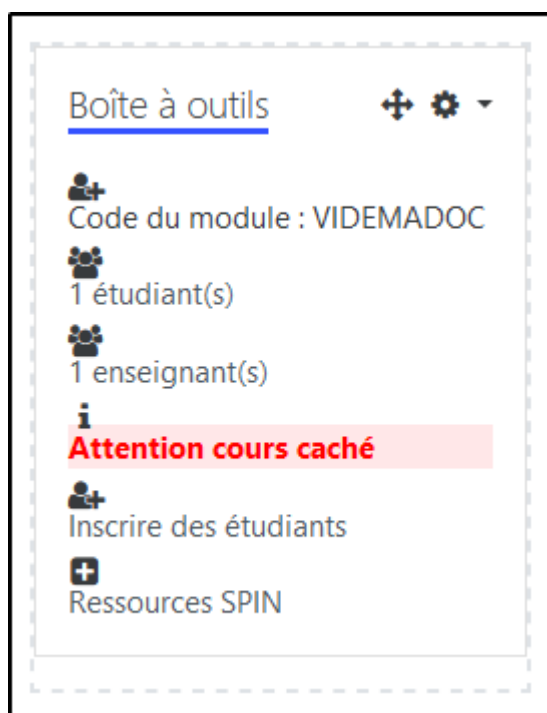 Boîte à outils
Code du module : VIDEMADOC
1 étudiant(s)
1 enseignant(s)
Attention cours caché
Inscrire des étudiants
Ressources SPIN